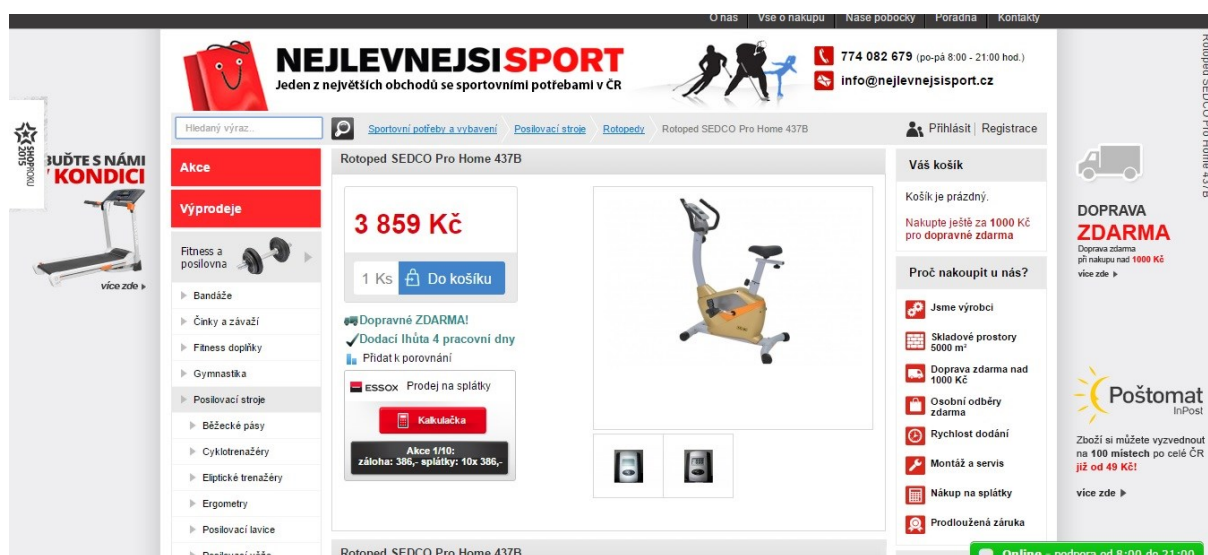 O nás Vše o nákupu Naše pobočky Poradna Kontakty
NEJLEVNEJSISPORT
Jeden z největších obchodů se sportovními potřebami v ČR
774 082 679 (po-pá 8:00 - 21:00 hod.)
info@nejlevnejsisport.cz
Hledaný výraz..
Sportovní potřeby a vybavení Posilovací stroje Rotopedy Rotoped SEDCO Pro Home 437B
Přihlásit | Registrace
SHOPROKU
2015
BUĎTE S NÁMI
KONDICI
více zde
Akce
Výprodeje
Fitness a
posilovna
Bandáže
Činky a závaží
Fitness doplňky
Gymnastika
Posilovací stroje
Běžecké pásy
Cyklotrenažéry
Eliptické trenažéry
Ergometry
Posilovací lavice
Posilovací věže
Rotoped SEDCO Pro Home 437B
3 859 Kč
1 Ks Do košíku
Dopravné ZDARMA!
Dodací lhůta 4 pracovní dny
Přidat k porovnání
ESSOX Prodej na splátky
Kalkulačka
Akce 1/10:
záloha: 386,- splátky: 10x 386,-
Rotoped SEDCO Pro Home 437B
Váš košík
Košík je prázdný.
Nakupte ještě za 1000 Kč
pro dopravné zdarma
Proč nakoupit u nás?
Jsme výrobci
Skladové prostory
5000 m²
Doprava zdarma nad
1000 Kč
Osobní odběry
zdarma
Rychlost dodání
Montáž a servis
Nákup na splátky
Prodloužená záruka
Rotoped SEDCO Pro Home 437B
DOPRAVA
ZDARMA
Doprava zdarma
při nakupu nad 1000 Kč
více zde
Poštomat
InPost
Zboží si můžete vyzvednout
na 100 místech po celé ČR
již od 49 Kč!
více zde
Online - podpora od 8:00 do 21:00